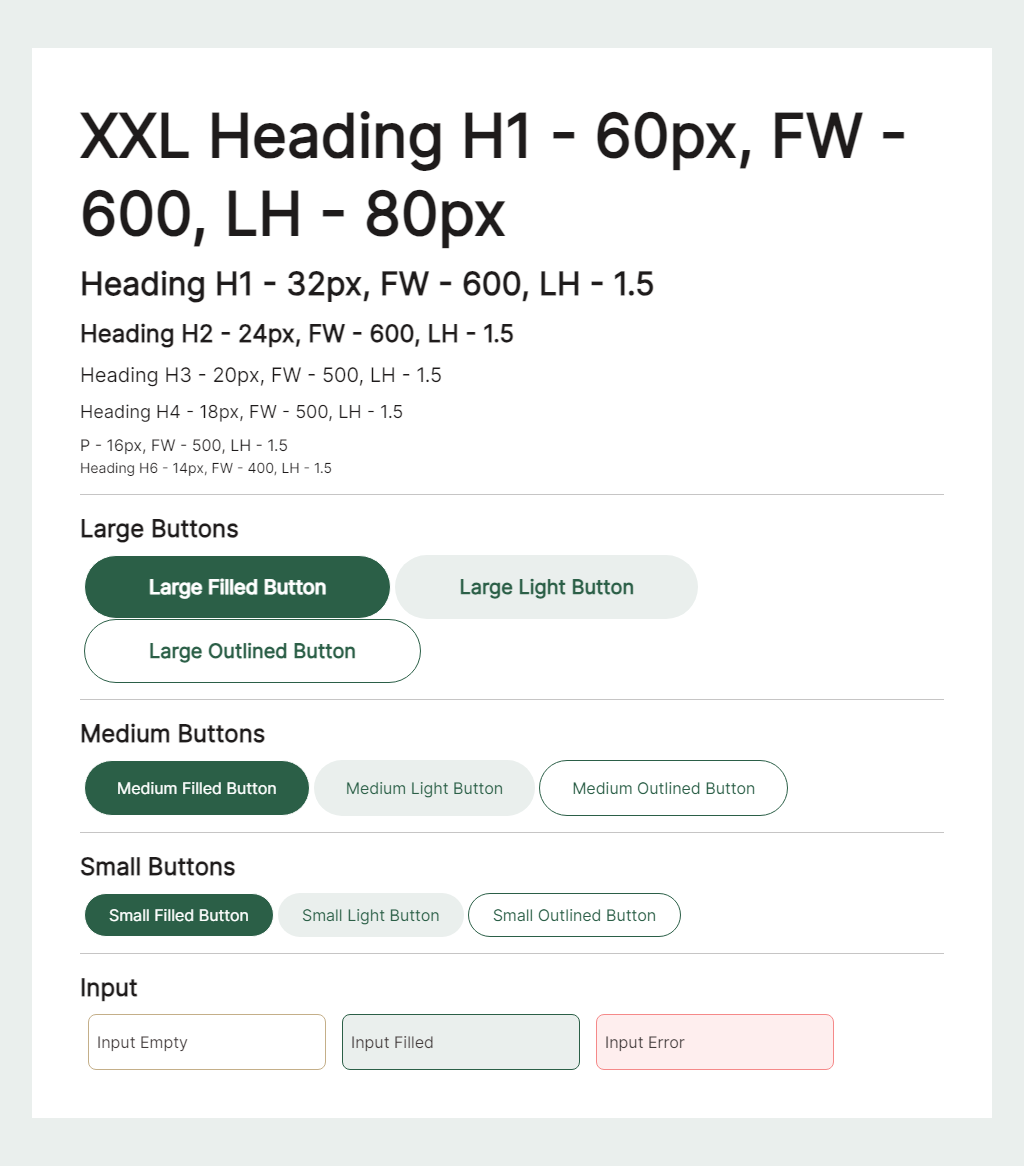 XXL Heading H1 - 60px, FW -
600, LH - 80px
Heading H1 - 32px, FW - 600, LH - 1.5
Heading H2 - 24px, FW - 600, LH - 1.5
Heading H3 - 20px, FW - 500, LH - 1.5
Heading H4 - 18px, FW - 500, LH - 1.5
P - 16px, FW - 500, LH - 1.5
Heading H6 - 14px, FW - 400, LH - 1.5
Large Buttons
Large Filled Button
Large Light Button
Large Outlined Button
Medium Buttons
Medium Filled Button
Medium Light Button
Medium Outlined Button
Small Buttons
Small Filled Button
Small Light Button
Small Outlined Button
Input
Input Empty
Input Filled
Input Error